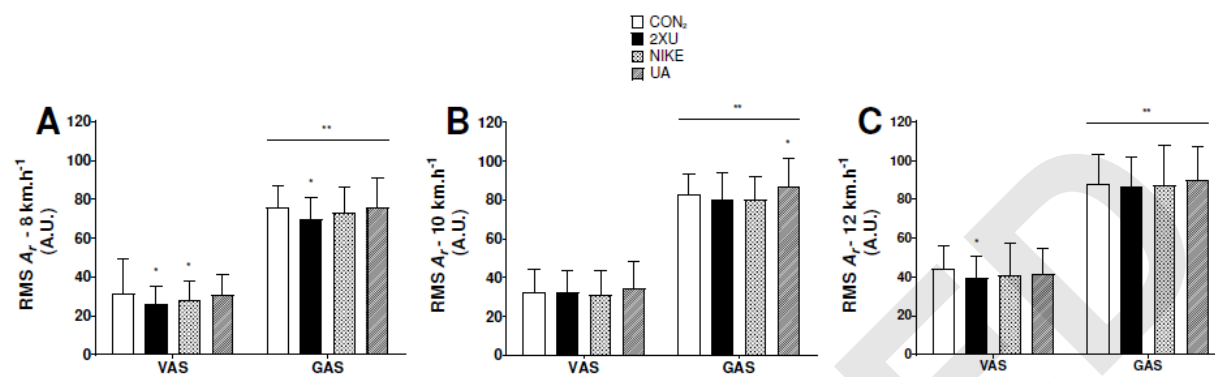 CON₂
2XU
NIKE
UA
A
RMS Aᵣ - 8 km.h⁻¹
(A.U.)
120
100
80
60
40
20
0
*
*
**
*
VAS
GAS
B
RMS Aᵣ - 10 km.h⁻¹
(A.U.)
120
100
80
60
40
20
0
**
*
VAS
GAS
C
RMS Aᵣ - 12 km.h⁻¹
(A.U.)
120
100
80
60
40
20
0
*
**
VAS
GAS